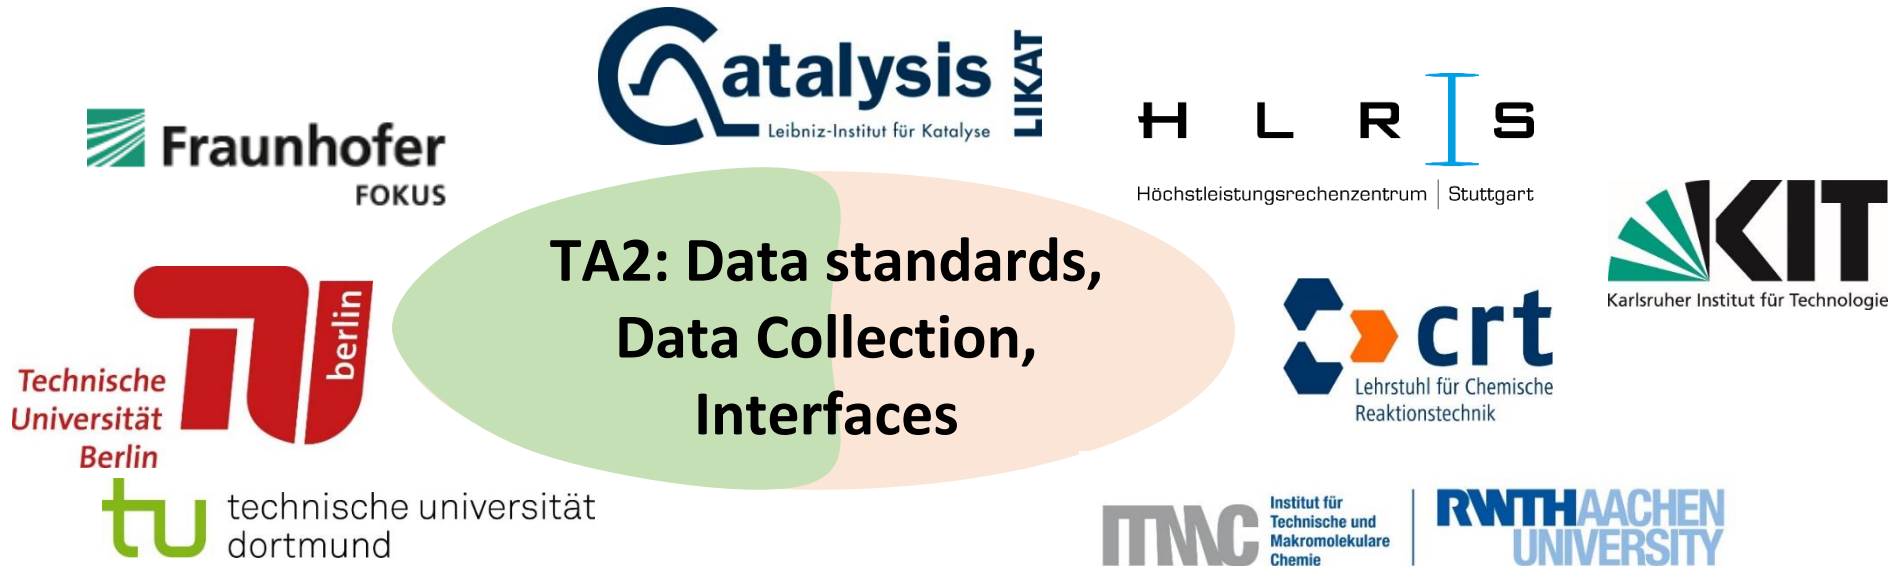 Catalysis
LIKAT
Leibniz-Institut für Katalyse
Fraunhofer
FOKUS
H L R I S
Höchstleistungsrechenzentrum | Stuttgart
KIT
Karlsruher Institut für Technologie
TA2: Data standards,
Data Collection,
Interfaces
berlin
Technische
Universität
Berlin
crt
Lehrstuhl für Chemische
Reaktionstechnik
tu
technische universität
dortmund
ITMC
Institut für
Technische und
Makromolekulare
Chemie
RWTHAACHEN
UNIVERSITY